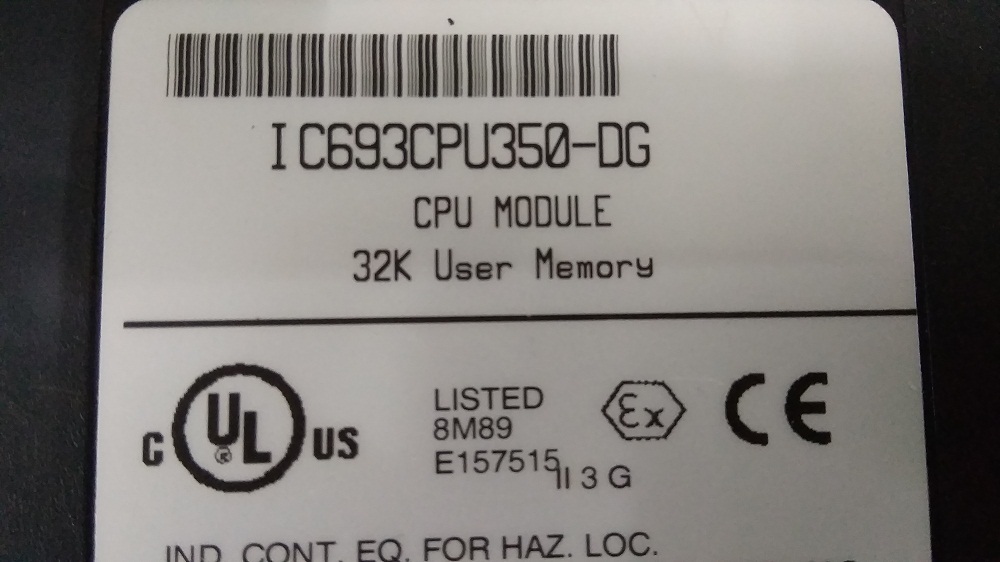 IC693CPU350-DG
CPU MODULE
32K User Memory
C UL® US
LISTED
8M89
E157515
II 3 G
Ex
CE
IND. CONT. EQ. FOR HAZ. LOC.